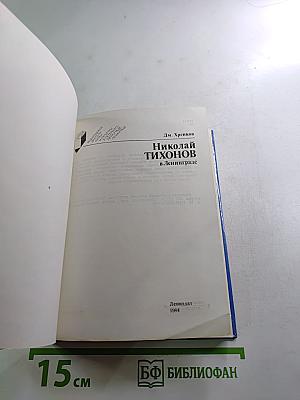 Дм. Хренков
Николай
ТИХОНОВ
в Ленинграде
Лениздат
1984
15 см
БФ БИБЛИОФАН